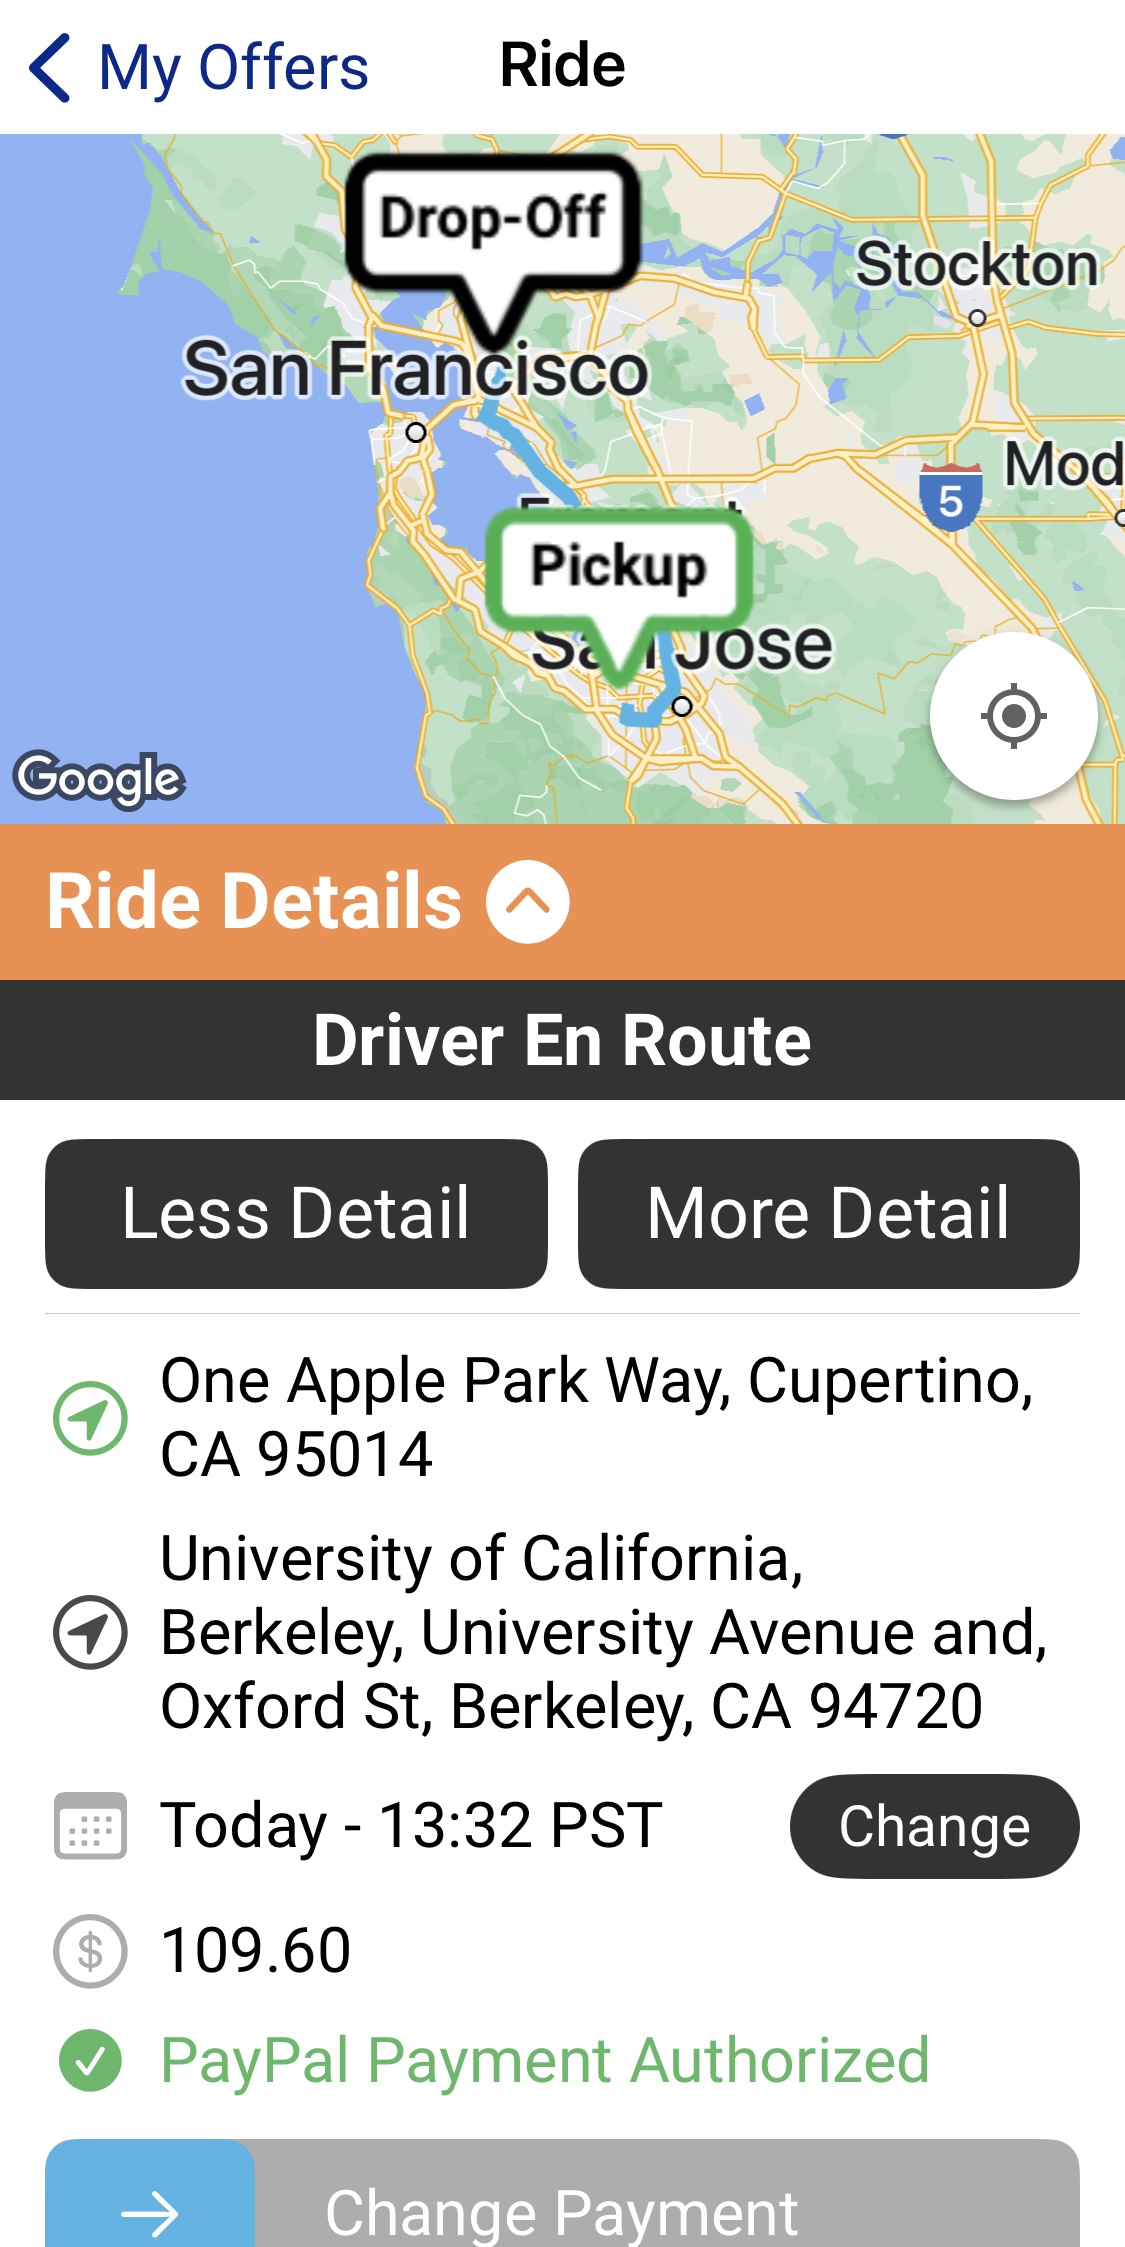 My Offers
Ride
Drop-Off
Stockton
San Francisco
Mod
5
Pickup
Jose
Google
Ride Details
Driver En Route
Less Detail
More Detail
One Apple Park Way, Cupertino,
CA 95014
University of California,
Berkeley, University Avenue and,
Oxford St, Berkeley, CA 94720
Today - 13:32 PST
Change
$ 109.60
PayPal Payment Authorized
Change Payment